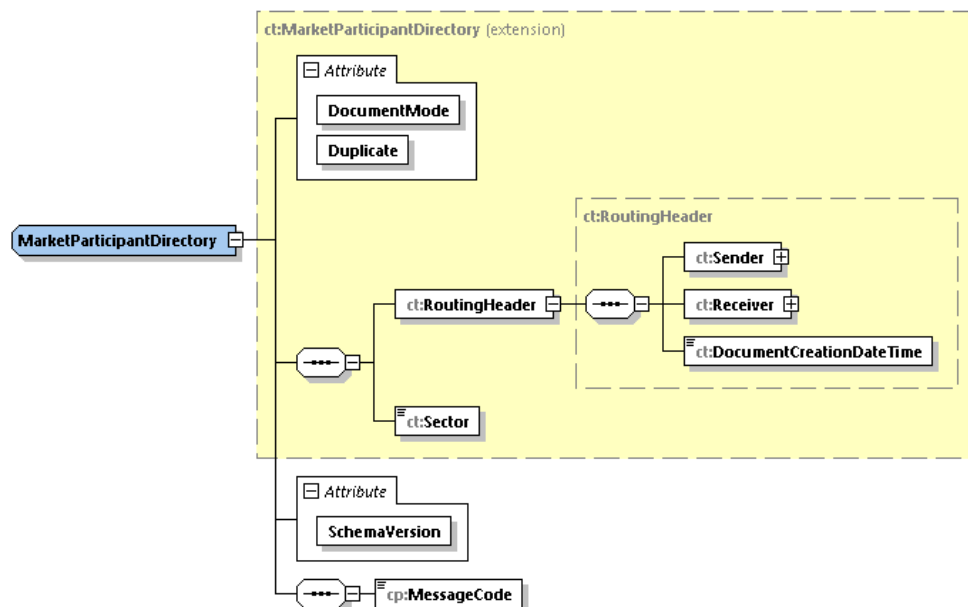 ct:MarketParticipantDirectory (extension)
Attribute
DocumentMode
Duplicate
MarketParticipantDirectory
ct:RoutingHeader
ct:Sender
ct:RoutingHeader
ct:Receiver
ct:DocumentCreationDateTime
ct:Sector
Attribute
SchemaVersion
cp:MessageCode